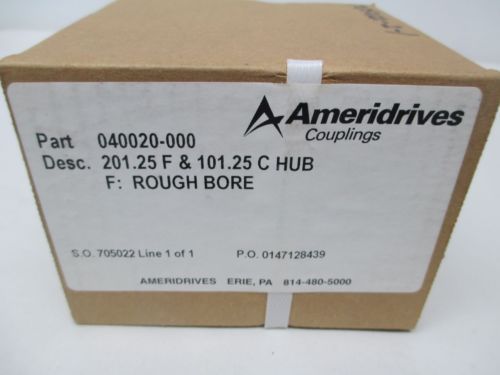 Ameridrives
Couplings
Part 040020-000
Desc. 201.25 F & 101.25 C HUB
F: ROUGH BORE
S.O. 705022 Line 1 of 1 P.O. 0147128439
AMERIDRIVES ERIE, PA 814-480-5000